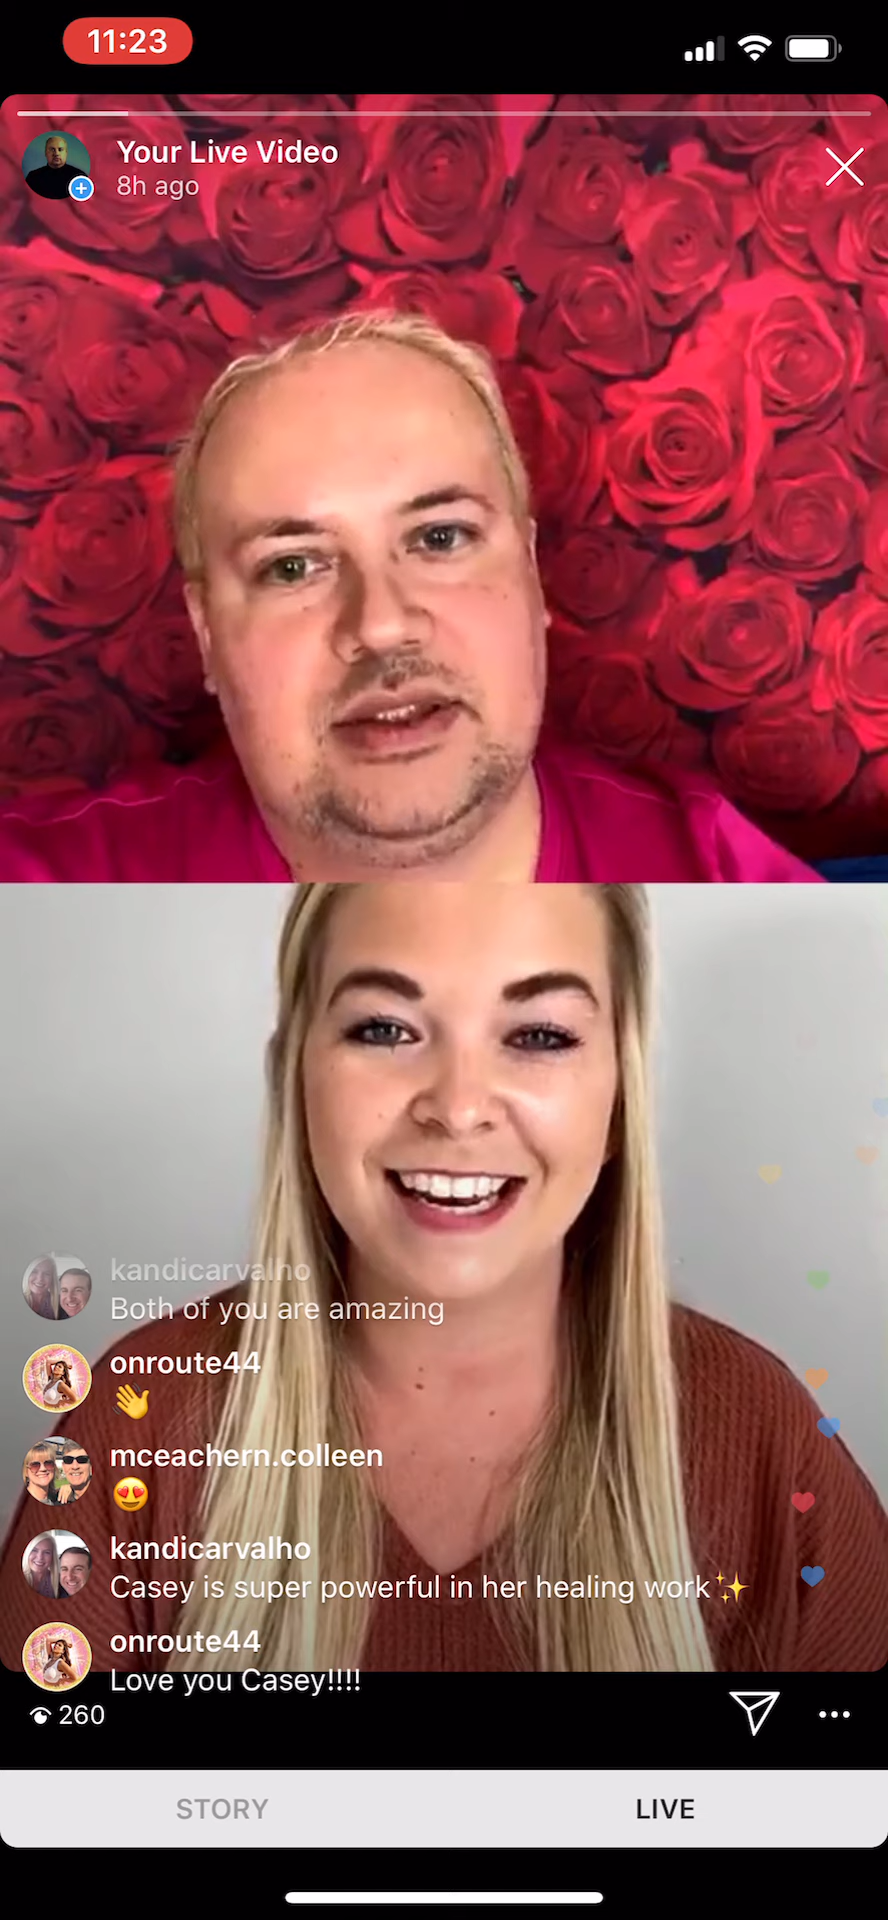 11:23
Your Live Video
8h ago
kandicarvalho
Both of you are amazing
onroute44
👋
mceachern.colleen
😍
kandicarvalho
Casey is super powerful in her healing work✨
onroute44
Love you Casey!!!!
260
STORY
LIVE